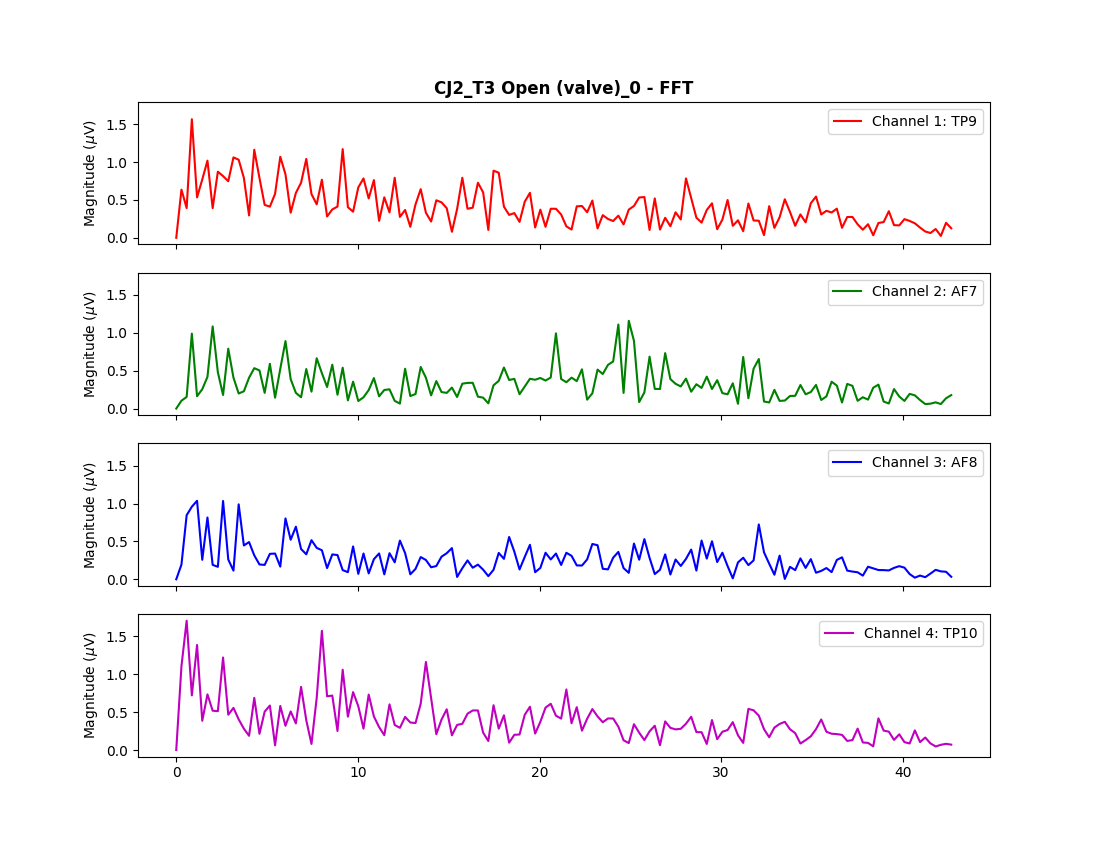 CJ2_T3 Open (valve)_0 - FFT
Magnitude (μV)
1.5
1.0
0.5
0.0
Channel 1: TP9
Magnitude (μV)
1.5
1.0
0.5
0.0
Channel 2: AF7
Magnitude (μV)
1.5
1.0
0.5
0.0
Channel 3: AF8
Magnitude (μV)
1.5
1.0
0.5
0.0
Channel 4: TP10
0 10 20 30 40